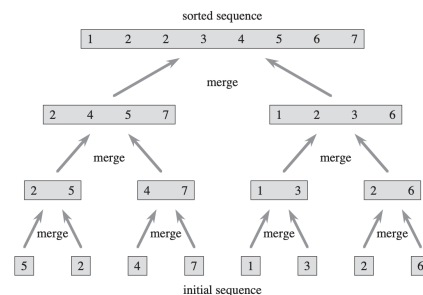 sorted sequence
1 2 2 3 4 5 6 7
merge
2 4 5 7 1 2 3 6
merge merge
2 5 4 7 1 3 2 6
merge merge merge merge
5 2 4 7 1 3 2 6
initial sequence